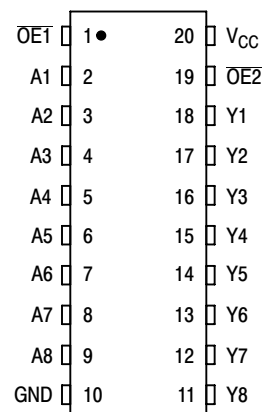 O̅E̅1̅ 1 20 VCC
A1 2 19 O̅E̅2̅
A2 3 18 Y1
A3 4 17 Y2
A4 5 16 Y3
A5 6 15 Y4
A6 7 14 Y5
A7 8 13 Y6
A8 9 12 Y7
GND 10 11 Y8